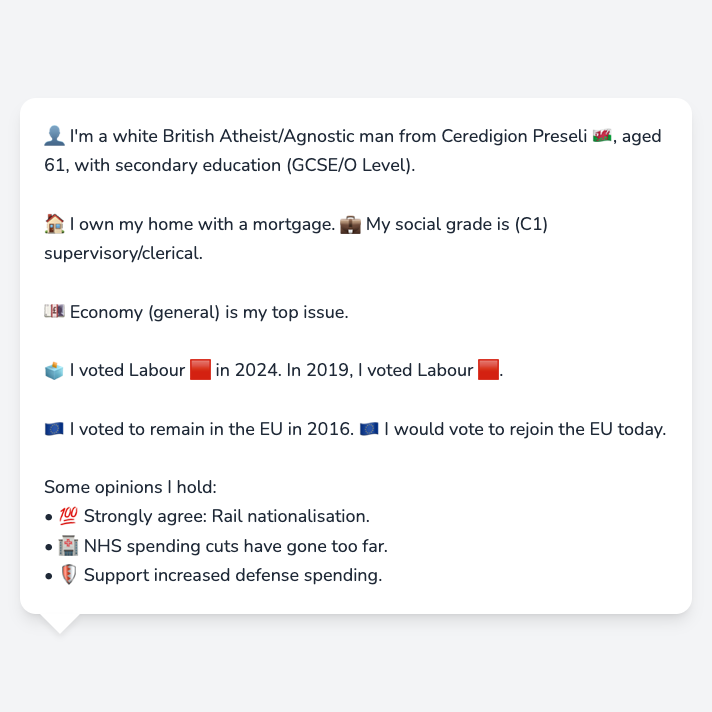 👤 I'm a white British Atheist/Agnostic man from Ceredigion Preseli 🏴󠁧󠁢󠁷󠁬󠁳󠁿, aged
61, with secondary education (GCSE/O Level).
🏠 I own my home with a mortgage. 💼 My social grade is (C1)
supervisory/clerical.
💷 Economy (general) is my top issue.
🗳️ I voted Labour 🟥 in 2024. In 2019, I voted Labour 🟥.
🇪🇺 I voted to remain in the EU in 2016. 🇪🇺 I would vote to rejoin the EU today.
Some opinions I hold:
• 💯 Strongly agree: Rail nationalisation.
• 🏥 NHS spending cuts have gone too far.
• 🛡️ Support increased defense spending.